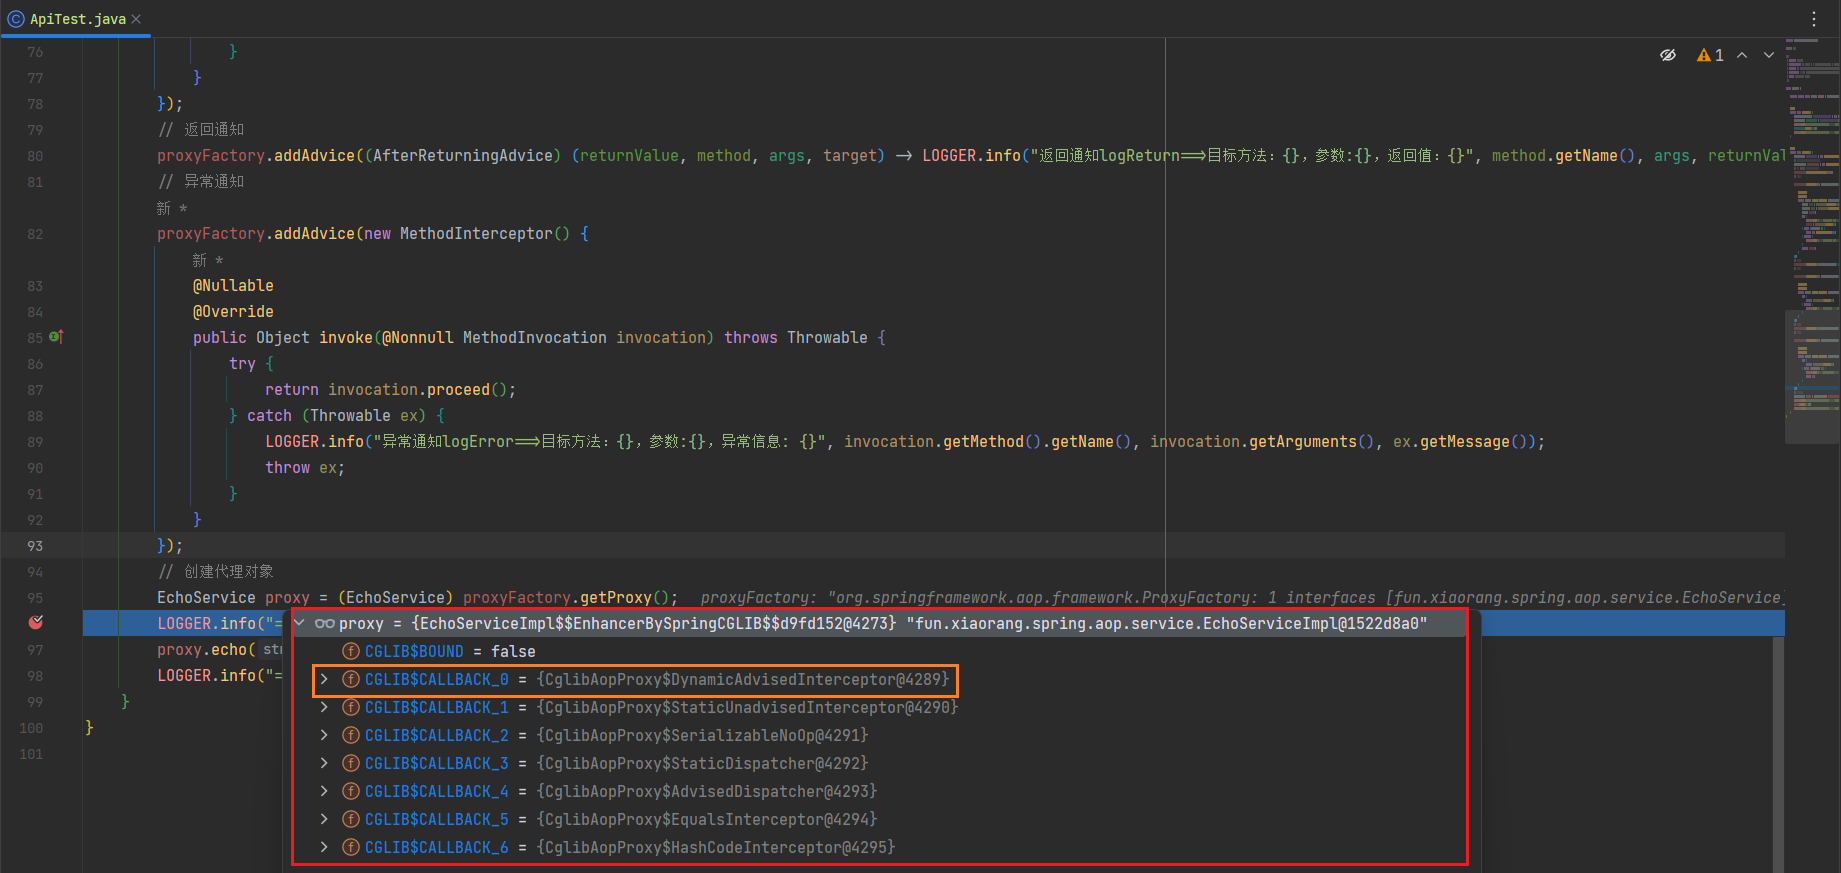 ApiTest.java
1
76 }
77 }
78 });
79 // 返回通知
80 proxyFactory.addAdvice((AfterReturningAdvice) (returnValue, method, args, target) -> LOGGER.info("返回通知logReturn==>目标方法：{}，参数:{}，返回值：{}", method.getName(), args, returnVal
81 // 异常通知
新 *
82 proxyFactory.addAdvice(new MethodInterceptor() {
新 *
83 @Nullable
84 @Override
85 public Object invoke(@Nonnull MethodInvocation invocation) throws Throwable {
86 try {
87 return invocation.proceed();
88 } catch (Throwable ex) {
89 LOGGER.info("异常通知logError==>目标方法：{}，参数:{}，异常信息: {}", invocation.getMethod().getName(), invocation.getArguments(), ex.getMessage());
90 throw ex;
91 }
92 }
93 });
94 // 创建代理对象
95 EchoService proxy = (EchoService) proxyFactory.getProxy(); proxyFactory: "org.springframework.aop.framework.ProxyFactory: 1 interfaces [fun.xiaorang.spring.aop.service.EchoService]
LOGGER.info("=
proxy = {EchoServiceImpl$$EnhancerBySpringCGLIB$$d9fd152@4273} "fun.xiaorang.spring.aop.service.EchoServiceImpl@1522d8a0"
97 proxy.echo( str
CGLIB$BOUND = false
98 LOGGER.info("=
CGLIB$CALLBACK_0 = {CglibAopProxy$DynamicAdvisedInterceptor@4289}
99 }
CGLIB$CALLBACK_1 = {CglibAopProxy$StaticUnadvisedInterceptor@4290}
100 }
CGLIB$CALLBACK_2 = {CglibAopProxy$SerializableNoOp@4291}
101
CGLIB$CALLBACK_3 = {CglibAopProxy$StaticDispatcher@4292}
CGLIB$CALLBACK_4 = {CglibAopProxy$AdvisedDispatcher@4293}
CGLIB$CALLBACK_5 = {CglibAopProxy$EqualsInterceptor@4294}
CGLIB$CALLBACK_6 = {CglibAopProxy$HashCodeInterceptor@4295}